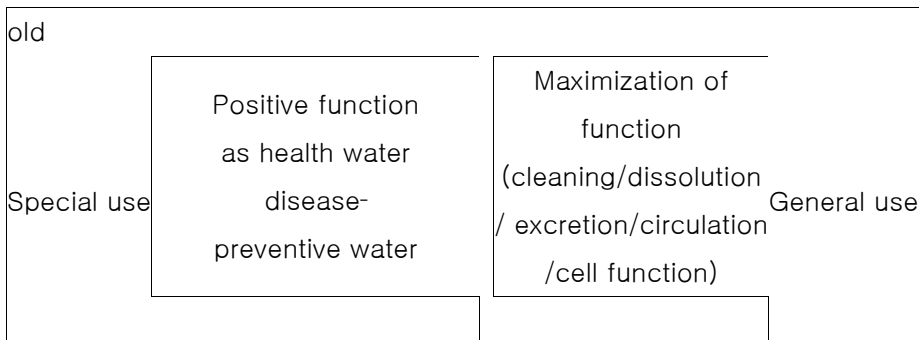 old
Special use
Positive function
as health water
disease-
preventive water
Maximization of
function
(cleaning/dissolution
/ excretion/circulation
/cell function)
General use